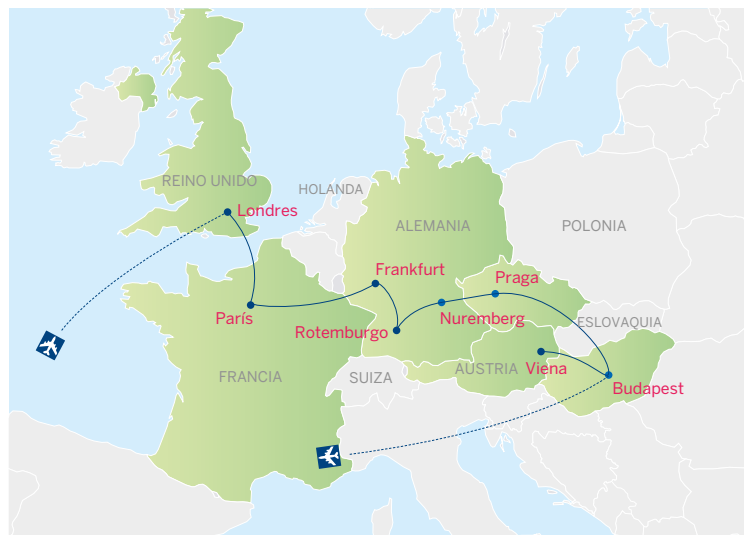 REINO UNIDO
HOLANDA
Londres
ALEMANIA
POLONIA
Frankfurt
Praga
París
Nuremberg
ESLOVAQUIA
Rotemburgo
FRANCIA
SUIZA
AUSTRIA
Viena
Budapest